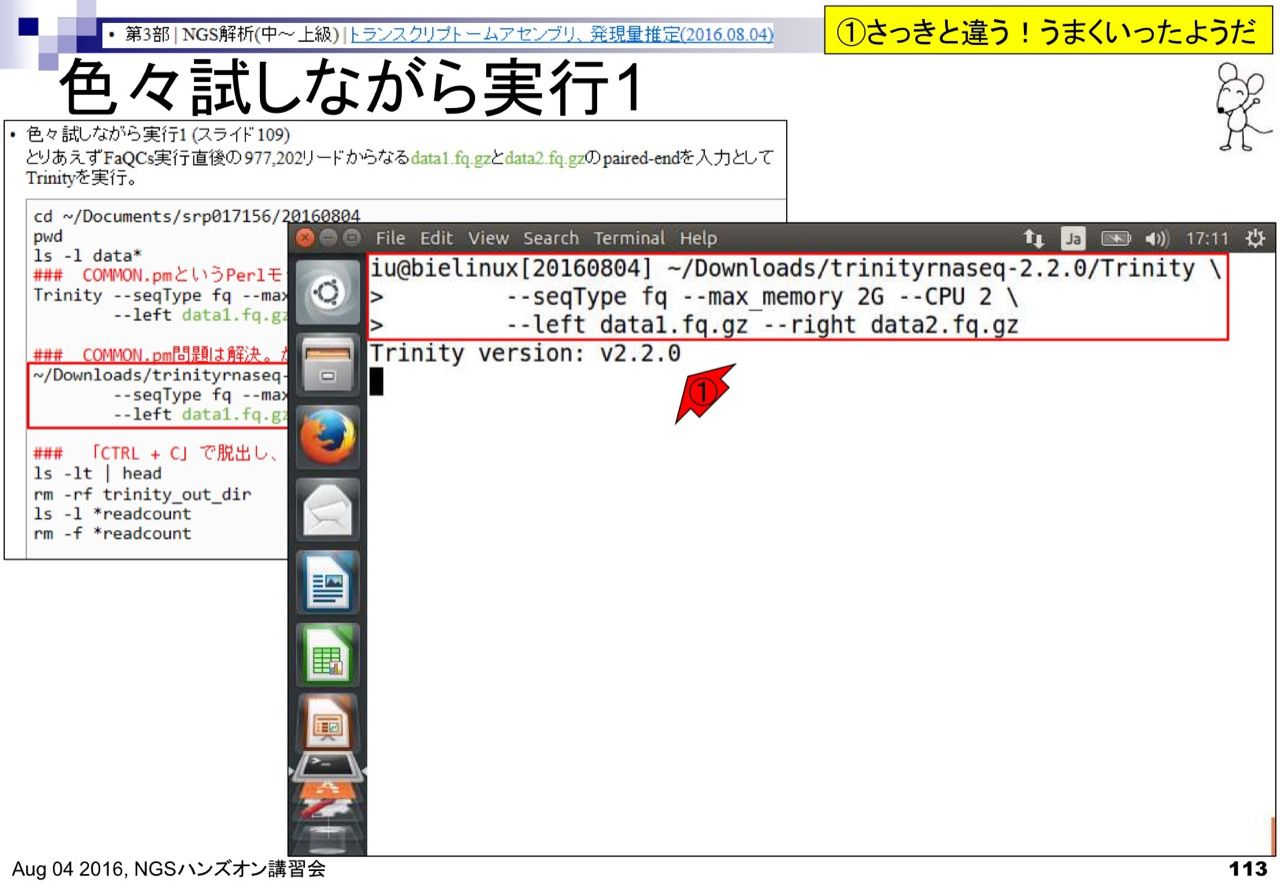 • 第3部 | NGS解析(中～上級) | トランスクリプトームアセンブリ、発現量推定(2016.08.04)
①さっきと違う！うまくいったようだ
色々試しながら実行1
• 色々試しながら実行1 (スライド109)
とりあえずFaQCs実行直後の977,202リードからなるdata1.fq.gzとdata2.fq.gzのpaired-endを入力として
Trinityを実行。
cd ~/Documents/srp017156/20160804
pwd
ls -l data*
### COMMON.pmというPerlモ
Trinity --seqType fq --max
--left data1.fq.gz
### COMMON.pm問題は解決。
~/Downloads/trinityrnaseq-
--seqType fq --max
--left data1.fq.gz
### 「CTRL + C」で脱出し、
ls -lt | head
rm -rf trinity_out_dir
ls -l *readcount
rm -f *readcount
File Edit View Search Terminal Help
Ja
17:11
iu@bielinux[20160804] ~/Downloads/trinityrnaseq-2.2.0/Trinity \
> --seqType fq --max_memory 2G --CPU 2 \
> --left data1.fq.gz --right data2.fq.gz
Trinity version: v2.2.0
①
Aug 04 2016, NGSハンズオン講習会
113